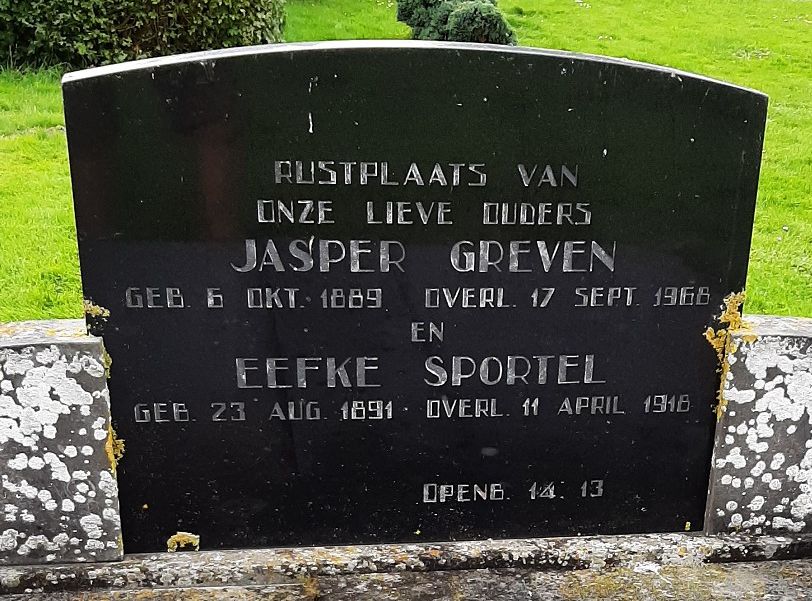 RUSTPLAATS VAN
ONZE LIEVE OUDERS
JASPER GREVEN
GEB. 6 OKT. 1889 OVERL. 17 SEPT. 1968
EN
EEFKE SPORTEL
GEB. 23 AUG. 1891 · OVERL. 11 APRIL 1918
OPENB. 14. 13